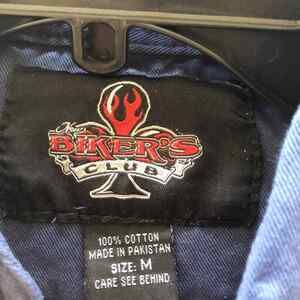 BIKER'S
CLUB
100% COTTON
MADE IN PAKISTAN
SIZE: M
CARE SEE BEHIND